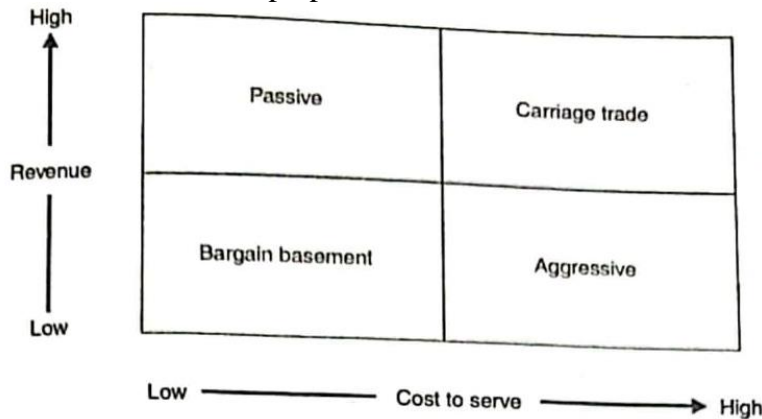 High
Passive
Carriage trade
Revenue
Bargain basement
Aggressive
Low
Low
Cost to serve
High